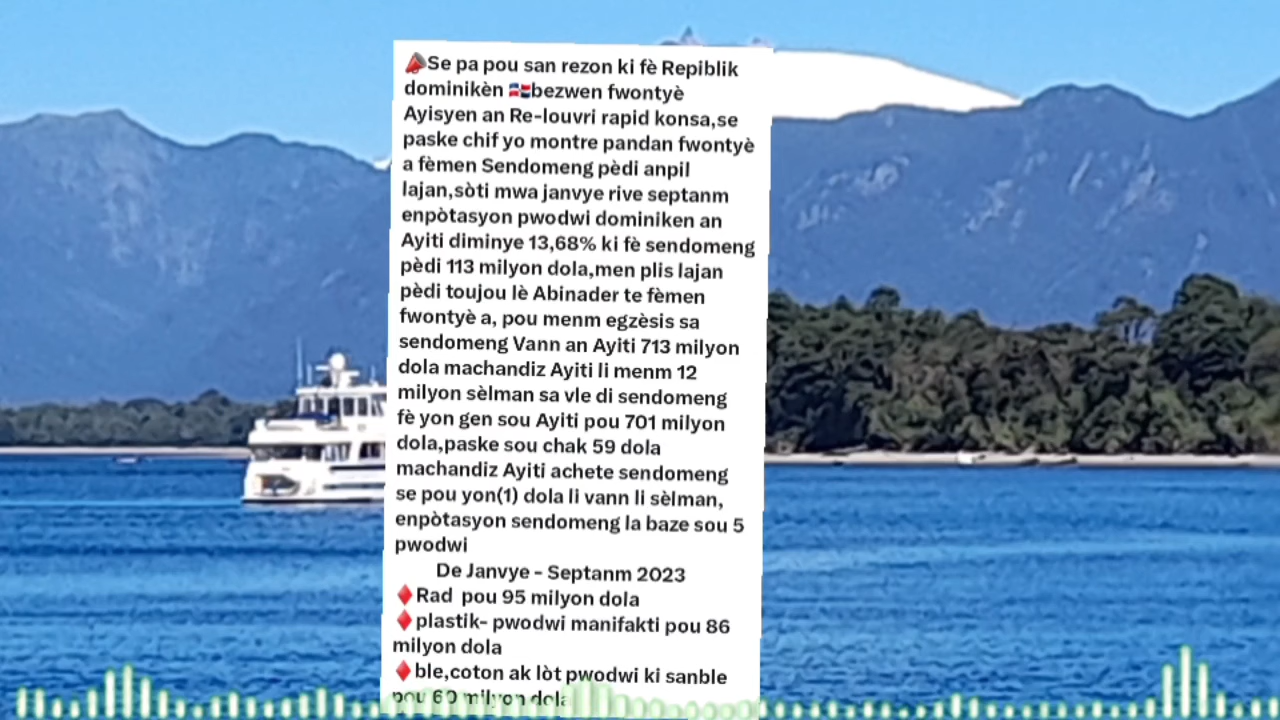 📣Se pa pou san rezon ki fè Repiblik
dominikèn 🇩🇴bezwen fwontyè
Ayisyen an Re-louvri rapid konsa,se
paske chif yo montre pandan fwontyè
a fèmen Sendomeng pèdi anpil
lajan,sòti mwa janvye rive septanm
enpòtasyon pwodwi dominiken an
Ayiti diminye 13,68% ki fè sendomeng
pèdi 113 milyon dola,men plis lajan
pèdi toujou lè Abinader te fèmen
fwontyè a, pou menm egzèsis sa
sendomeng Vann an Ayiti 713 milyon
dola machandiz Ayiti li menm 12
milyon sèlman sa vle di sendomeng
fè yon gen sou Ayiti pou 701 milyon
dola,paske sou chak 59 dola
machandiz Ayiti achete sendomeng
se pou yon(1) dola li vann li sèlman,
enpòtasyon sendomeng la baze sou 5
pwodwi
De Janvye - Septanm 2023
♦️Rad pou 95 milyon dola
♦️plastik- pwodwi manifakti pou 86
milyon dola
♦️ble,coton ak lòt pwodwi ki sanble
pou 60 milyon dola